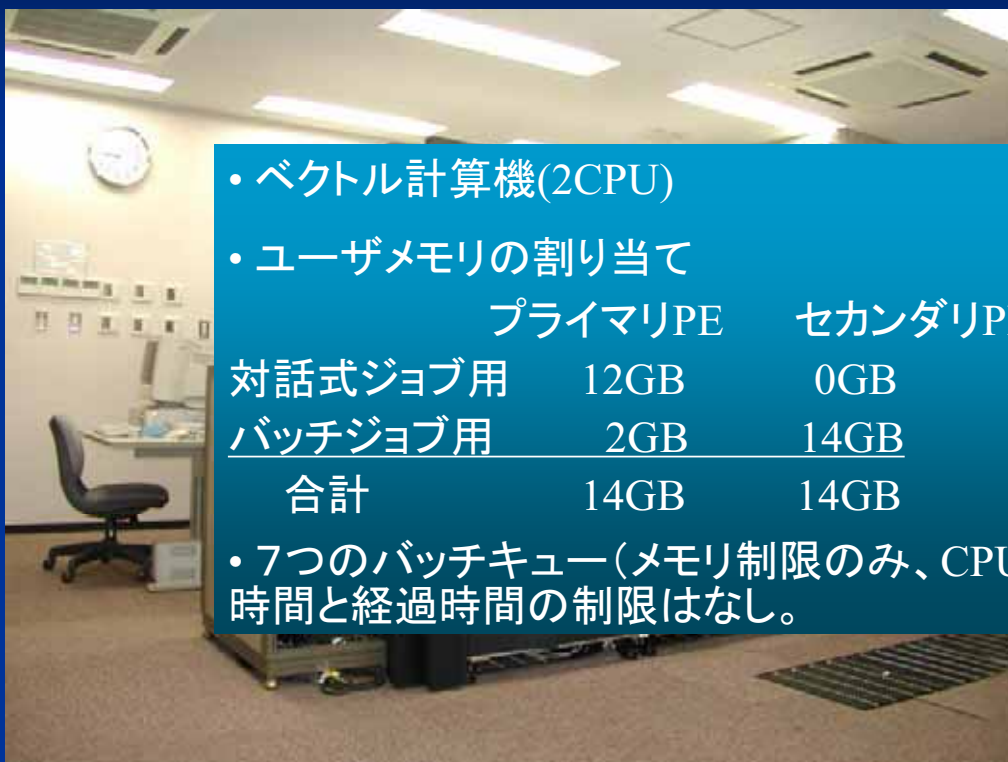 • ベクトル計算機(2CPU)
• ユーザメモリの割り当て
プライマリPE セカンダリP
対話式ジョブ用 12GB 0GB
バッチジョブ用 2GB 14GB
合計 14GB 14GB
• 7つのバッチキュー(メモリ制限のみ、CPU
時間と経過時間の制限はなし。